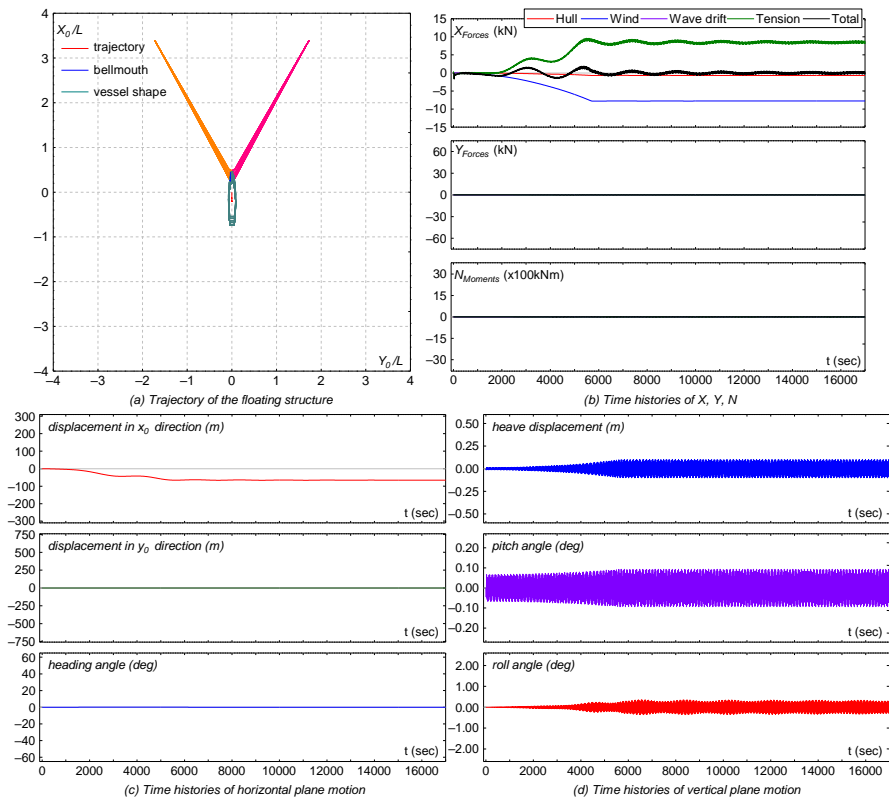 X0 /L
trajectory
bellmouth
vessel shape
4
3
2
1
0
−1
−2
−3
−4
−4 −3 −2 −1 0 1 2 3 4
Y0 /L
(a) Trajectory of the floating structure
Hull Wind Wave drift Tension Total
XForces (kN)
15
10
5
0
−5
−10
15
YForces (kN)
60
30
0
−30
−60
NMoments (x100kNm)
30
15
0
−15
−30
t (sec)
0 2000 4000 6000 8000 10000 12000 14000 16000
(b) Time histories of X, Y, N
displacement in x0 direction (m)
300
200
100
0
−100
−200
−300
t (sec)
displacement in y0 direction (m)
750
500
250
0
−250
−500
−750
t (sec)
heading angle (deg)
60
40
20
0
−20
−40
−60
t (sec)
0 2000 4000 6000 8000 10000 12000 14000 16000
(c) Time histories of horizontal plane motion
heave displacement (m)
0.50
0.25
0.00
−0.25
−0.50
t (sec)
pitch angle (deg)
0.20
0.10
0.00
−0.10
−0.20
t (sec)
roll angle (deg)
2.00
1.00
0.00
−1.00
−2.00
t (sec)
0 2000 4000 6000 8000 10000 12000 14000 16000
(d) Time histories of vertical plane motion